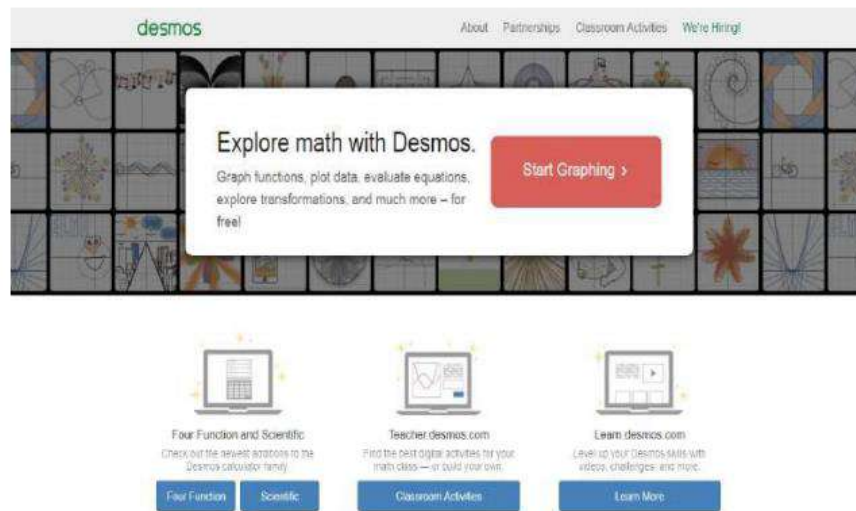 desmos
About Partnerships Classroom Activities We're Hiring!
Explore math with Desmos.
Graph functions, plot data, evaluate equations,
explore transformations, and much more – for
free!
Start Graphing ›
Four Function and Scientific
Check out the newest additions to the
Desmos calculator family
Four Function
Scientific
Teacher.desmos.com
Find the best digital activities for your
math class — or build your own.
Classroom Activities
Learn.desmos.com
Level up your Desmos skills with
videos, challenges, and more.
Learn More